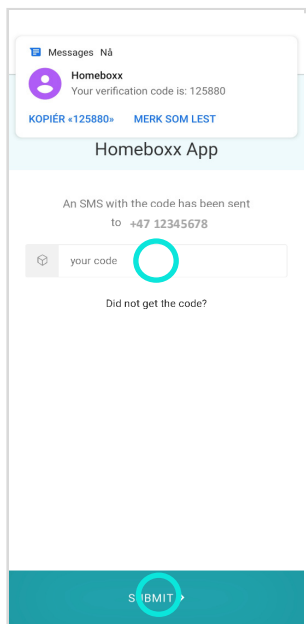 Messages Nå
Homeboxx
Your verification code is: 125880
KOPIÉR «125880» MERK SOM LEST
Homeboxx App
An SMS with the code has been sent
to +47 12345678
your code
Did not get the code?
SUBMIT